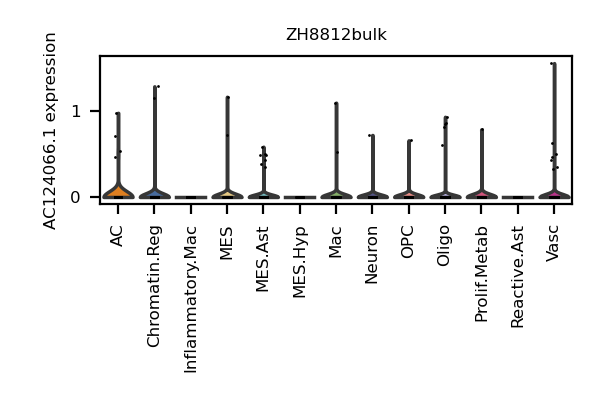 ZH8812bulk
AC124066.1 expression
1
0
AC
Chromatin.Reg
Inflammatory.Mac
MES
MES.Ast
MES.Hyp
Mac
Neuron
OPC
Oligo
Prolif.Metab
Reactive.Ast
Vasc